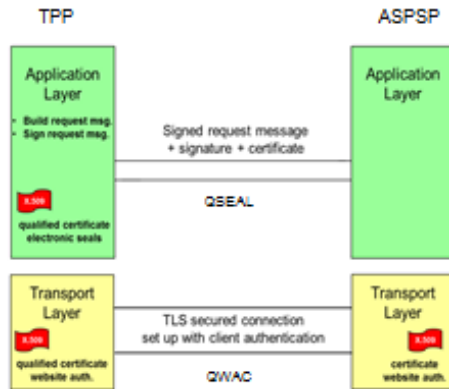 TPP
ASPSP
Application
Layer
• Build request msg.
• Sign request msg.
X.509
qualified certificate
electronic seals
Signed request message
+ signature + certificate
QSEAL
Application
Layer
Transport
Layer
X.509
qualified certificate
website auth.
TLS secured connection
set up with client authentication
QWAC
Transport
Layer
X.509
certificate
website auth.